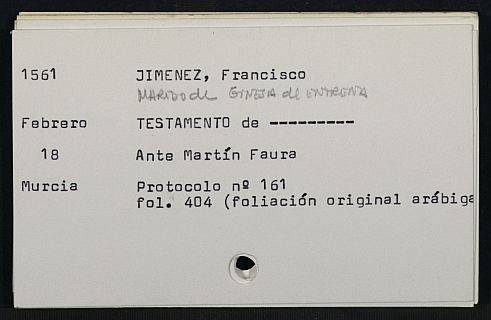 1561 JIMENEZ, Francisco
MARIDO de GINESA de ENTRENA
Febrero TESTAMENTO de ---------
18 Ante Martín Faura
Murcia Protocolo nº 161
fol. 404 (foliación original arábiga